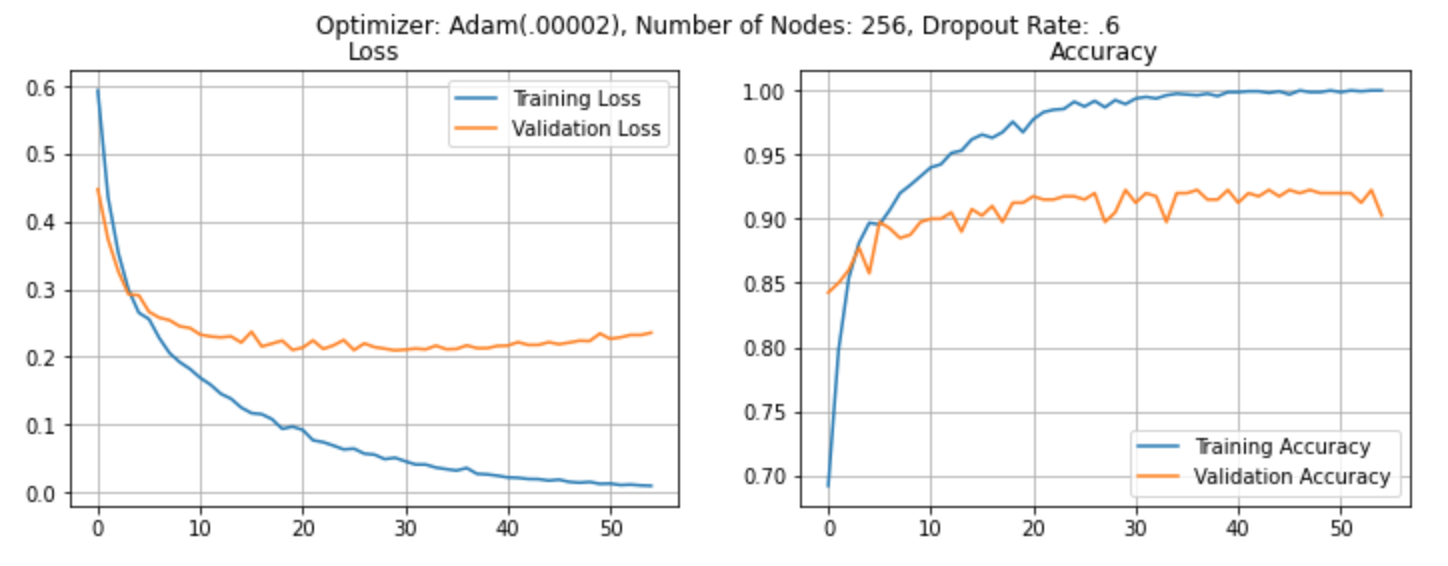 Optimizer: Adam(.00002), Number of Nodes: 256, Dropout Rate: .6
Loss
0.6
0.5
0.4
0.3
0.2
0.1
0.0
0 10 20 30 40 50
Training Loss
Validation Loss
Accuracy
1.00
0.95
0.90
0.85
0.80
0.75
0.70
0 10 20 30 40 50
Training Accuracy
Validation Accuracy